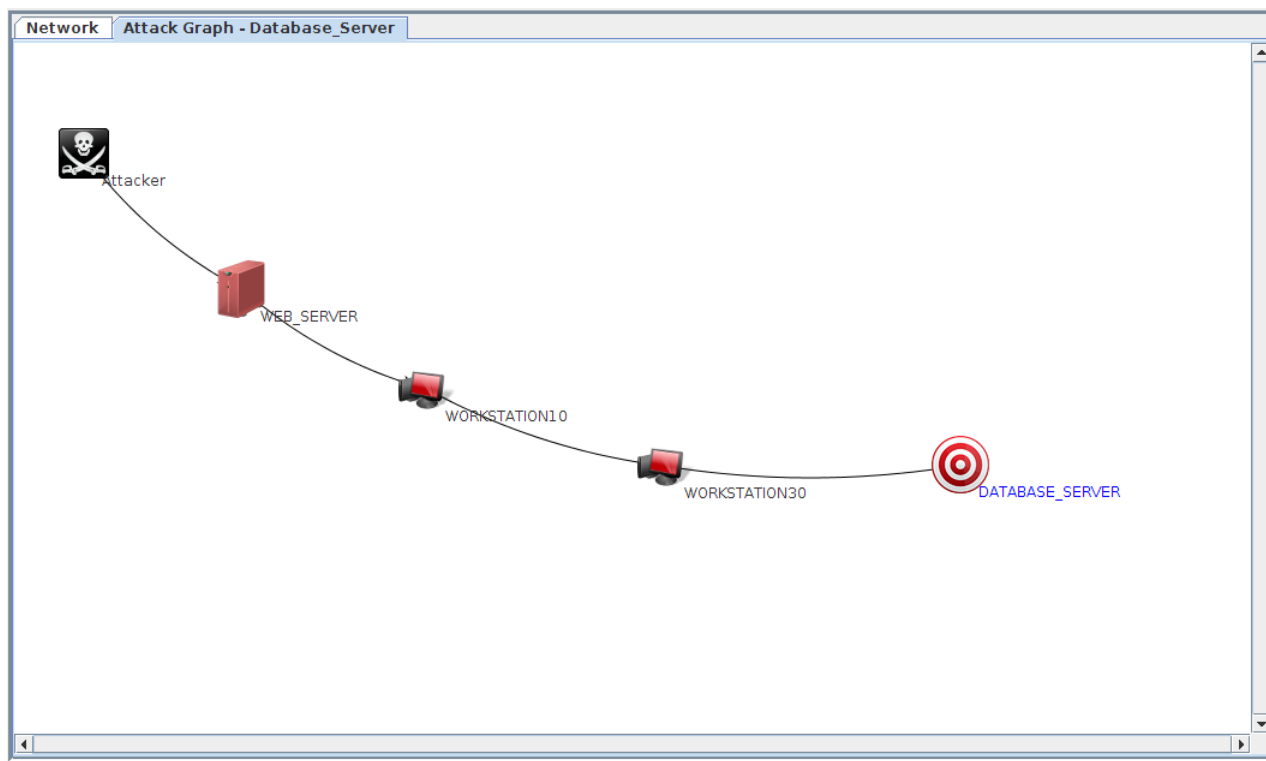 Network
Attack Graph - Database_Server
Attacker
WEB_SERVER
WORKSTATION10
WORKSTATION30
DATABASE_SERVER